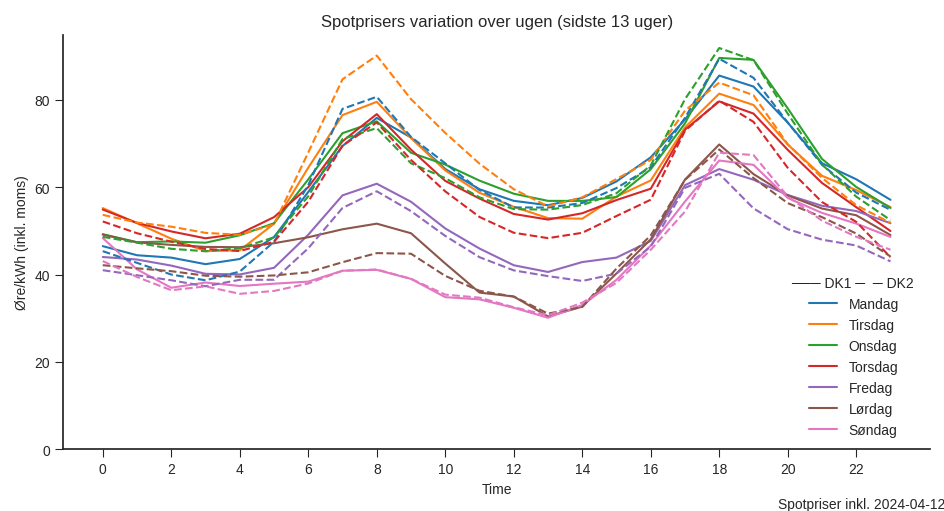 Spotprisers variation over ugen (sidste 13 uger)
Øre/kWh (inkl. moms)
80
60
40
20
0
DK1 DK2
Mandag
Tirsdag
Onsdag
Torsdag
Fredag
Lørdag
Søndag
0 2 4 6 8 10 12 14 16 18 20 22
Time
Spotpriser inkl. 2024-04-12